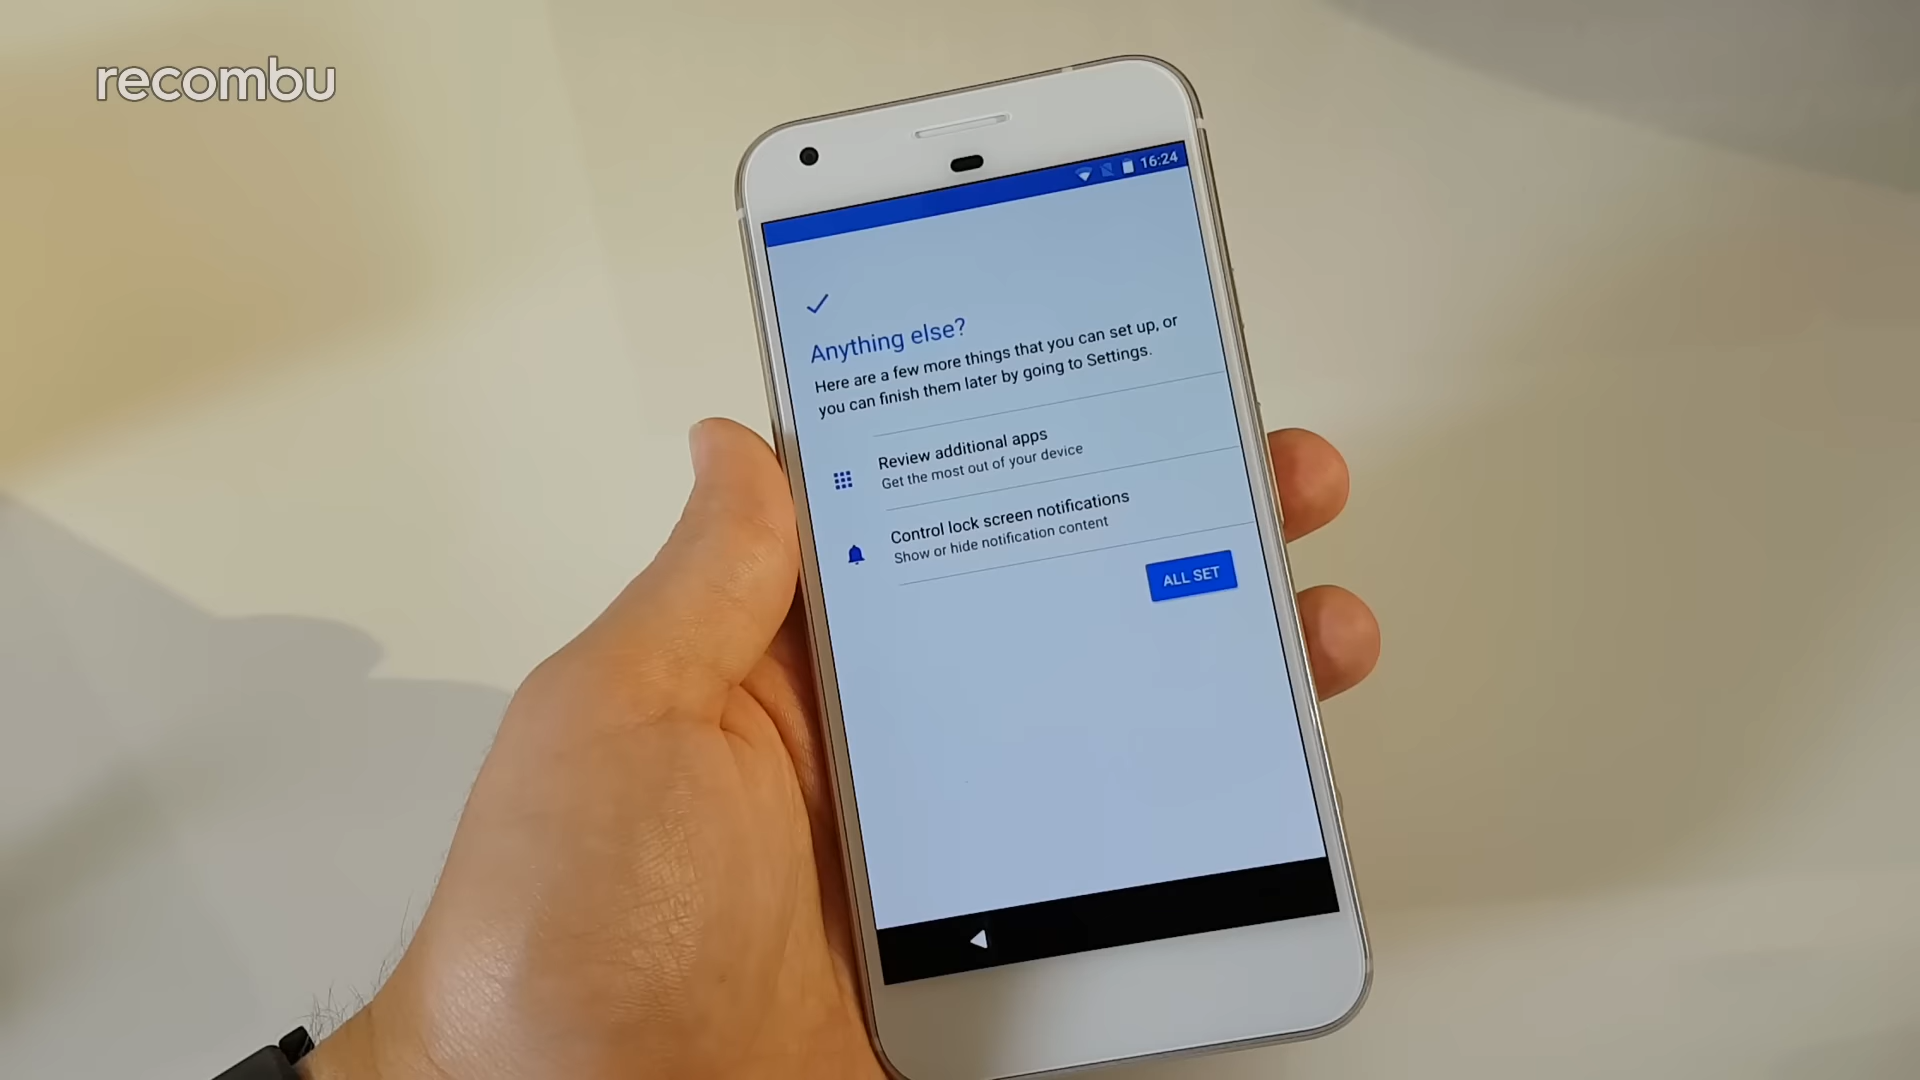 recombu
16:24
Anything else?
Here are a few more things that you can set up, or
you can finish them later by going to Settings.
Review additional apps
Get the most out of your device
Control lock screen notifications
Show or hide notification content
ALL SET